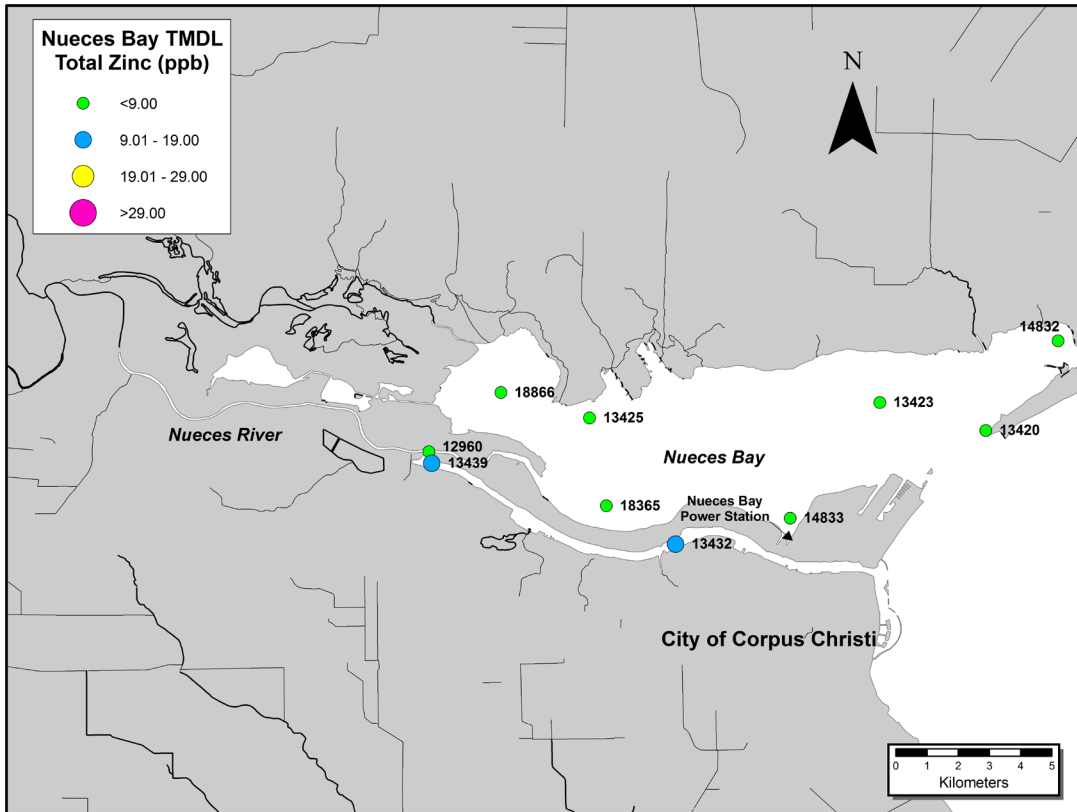 Nueces Bay TMDL
Total Zinc (ppb)
<9.00
9.01 - 19.00
19.01 - 29.00
>29.00
N
14832
18866
13425
13423
13420
Nueces River
12960
13439
Nueces Bay
18365
Nueces Bay
Power Station
14833
13432
City of Corpus Christi
0 1 2 3 4 5
Kilometers